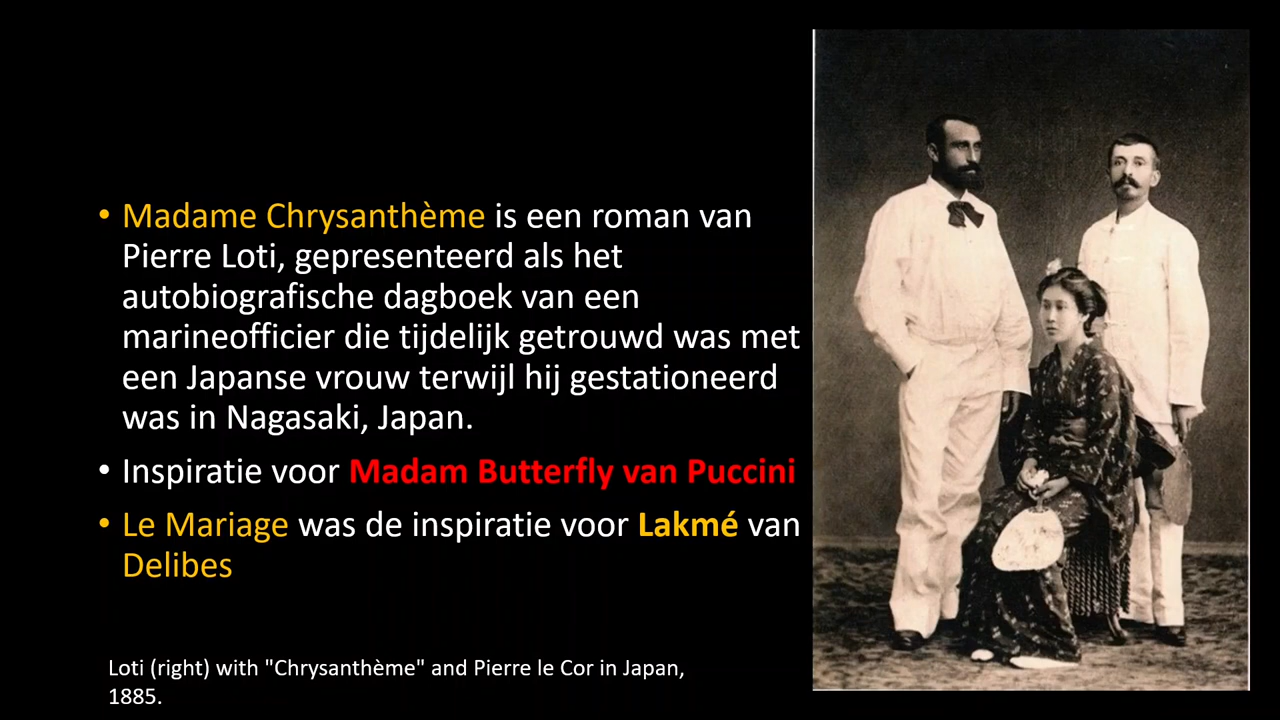 • Madame Chrysanthème is een roman van
Pierre Loti, gepresenteerd als het
autobiografische dagboek van een
marineofficier die tijdelijk getrouwd was met
een Japanse vrouw terwijl hij gestationeerd
was in Nagasaki, Japan.
• Inspiratie voor Madam Butterfly van Puccini
• Le Mariage was de inspiratie voor Lakmé van
Delibes
Loti (right) with "Chrysanthème" and Pierre le Cor in Japan,
1885.